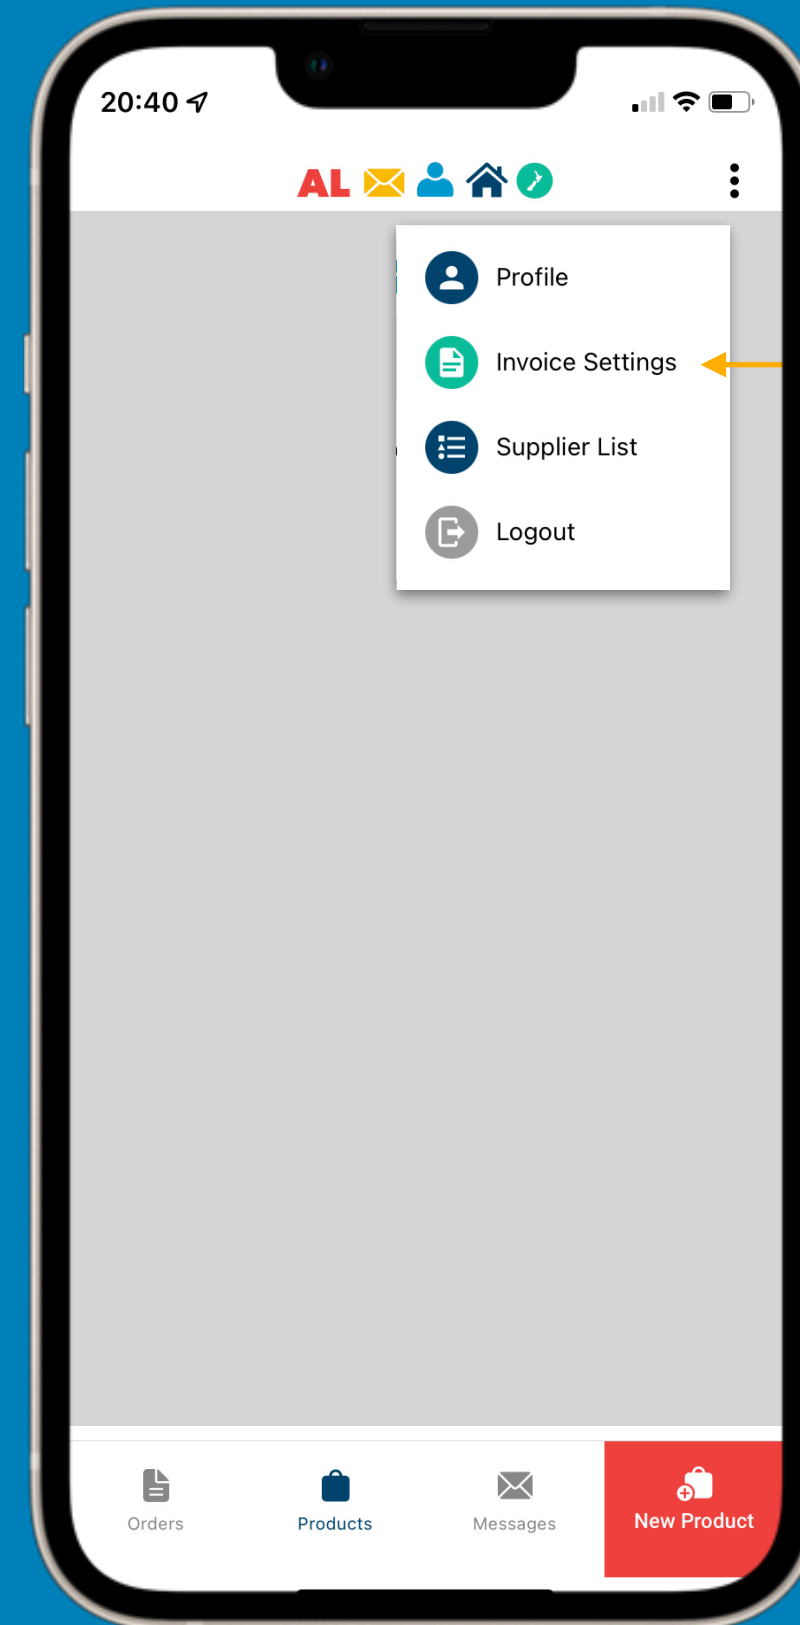 20:40
AL
Profile
Invoice Settings
Supplier List
Logout
Orders
Products
Messages
New Product